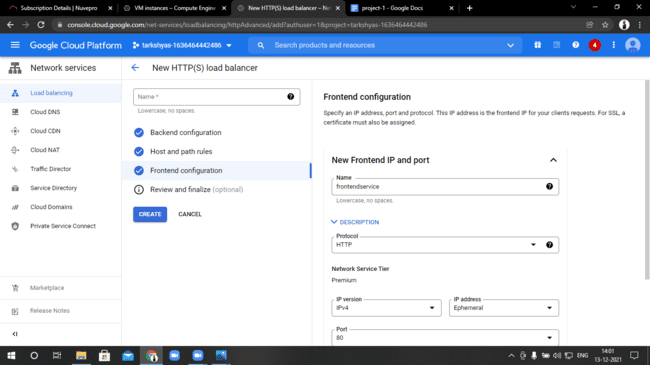 Subscription Details | Nuvepro
VM instances – Compute Engine
New HTTP(S) load balancer – N
project-1 - Google Docs
console.cloud.google.com/net-services/loadbalancing/httpAdvanced/add?authuser=1&project=tarkshyas-1636464442486
Google Cloud Platform
tarkshyas-1636464442486
Search products and resources
4
Network services
New HTTP(S) load balancer
Load balancing
Cloud DNS
Cloud CDN
Cloud NAT
Traffic Director
Service Directory
Cloud Domains
Private Service Connect
Marketplace
Release Notes
Name *
Lowercase, no spaces.
Backend configuration
Host and path rules
Frontend configuration
Review and finalize (optional)
CREATE
CANCEL
Frontend configuration
Specify an IP address, port and protocol. This IP address is the frontend IP for your clients requests. For SSL, a
certificate must also be assigned.
New Frontend IP and port
Name
frontendservice
Lowercase, no spaces.
DESCRIPTION
Protocol
HTTP
Network Service Tier
Premium
IP version
IPv4
IP address
Ephemeral
Port
80
ENG
14:01
13-12-2021